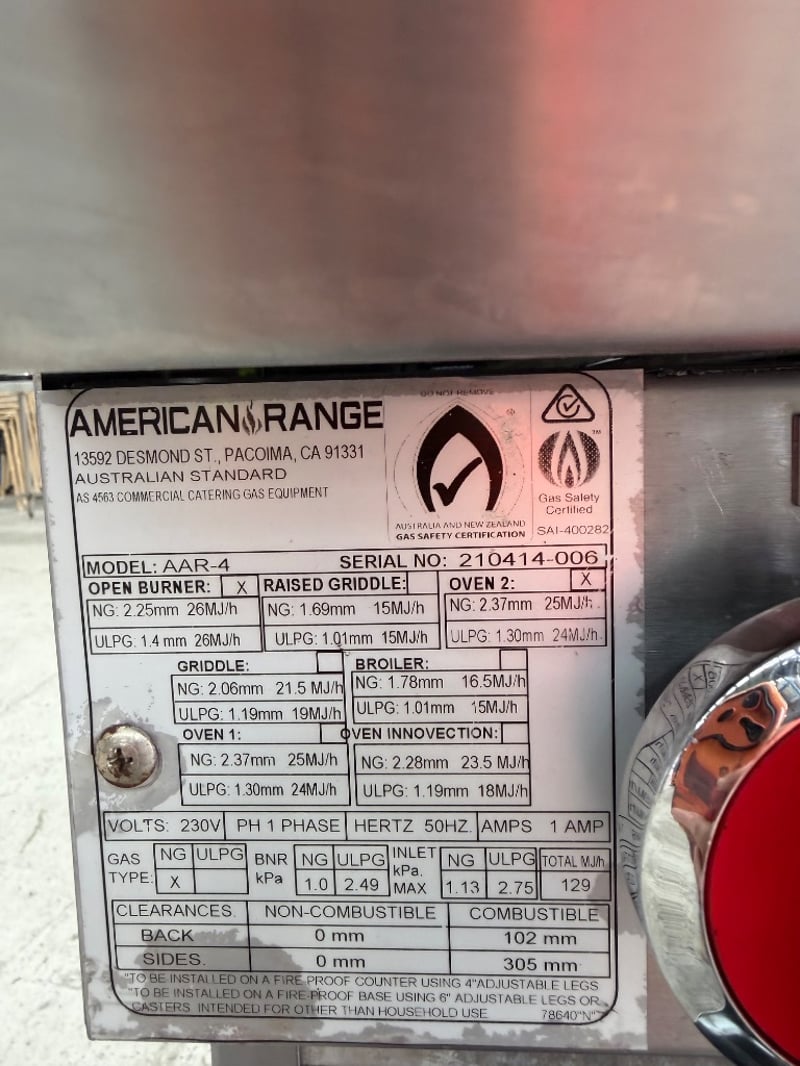 AMERICAN RANGE
13592 DESMOND ST., PACOIMA, CA 91331
AUSTRALIAN STANDARD
AS 4563 COMMERCIAL CATERING GAS EQUIPMENT
DO NOT REMOVE
®
AUSTRALIA AND NEW ZEALAND
GAS SAFETY CERTIFICATION
TM
Gas Safety
Certified
SAI-400282
MODEL: AAR-4 SERIAL NO: 210414-006
OPEN BURNER: X RAISED GRIDDLE: OVEN 2: X
NG: 2.25mm 26MJ/h NG: 1.69mm 15MJ/h NG: 2.37mm 25MJ/h.
ULPG: 1.4 mm 26MJ/h ULPG: 1.01mm 15MJ/h ULPG: 1.30mm 24MJ/h.
GRIDDLE: BROILER:
NG: 2.06mm 21.5 MJ/h NG: 1.78mm 16.5MJ/h
ULPG: 1.19mm 19MJ/h ULPG: 1.01mm 15MJ/h
OVEN 1: OVEN INNOVECTION:
NG: 2.37mm 25MJ/h NG: 2.28mm 23.5 MJ/h
ULPG: 1.30mm 24MJ/h ULPG: 1.19mm 18MJ/h
VOLTS: 230V PH 1 PHASE HERTZ 50HZ. AMPS 1 AMP
GAS TYPE: NG ULPG BNR kPa NG ULPG INLET kPa. MAX NG ULPG TOTAL MJ/h
X 1.0 2.49 1.13 2.75 129
CLEARANCES. NON-COMBUSTIBLE COMBUSTIBLE
BACK 0 mm 102 mm
SIDES. 0 mm 305 mm
"TO BE INSTALLED ON A FIRE PROOF COUNTER USING 4"ADJUSTABLE LEGS
"TO BE INSTALLED ON A FIRE PROOF BASE USING 6" ADJUSTABLE LEGS OR
CASTERS. INTENDED FOR OTHER THAN HOUSEHOLD USE 78640"N"